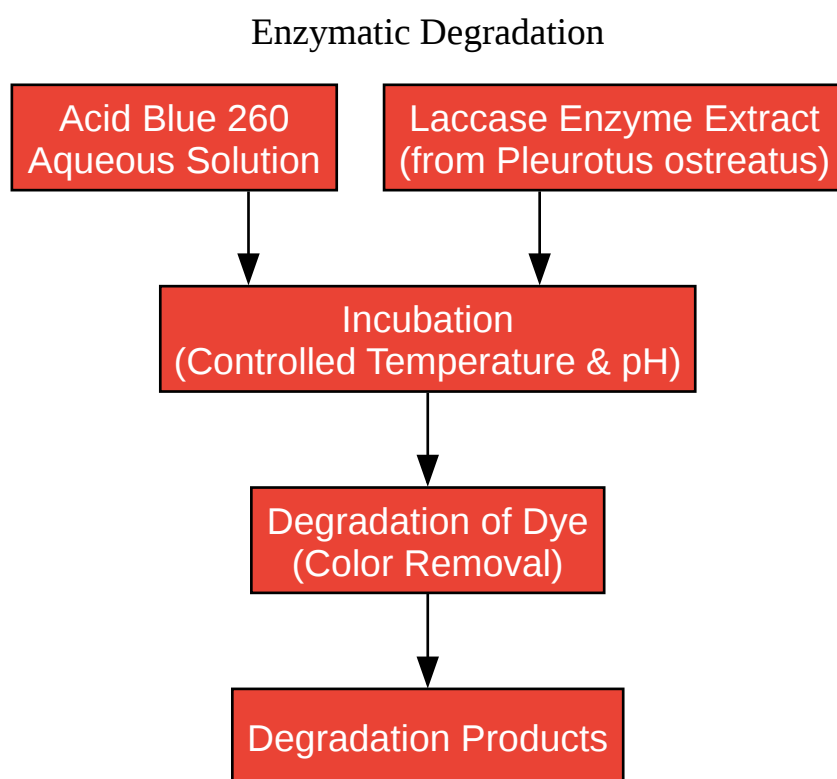 Enzymatic Degradation
Acid Blue 260
Aqueous Solution
Laccase Enzyme Extract
(from Pleurotus ostreatus)
Incubation
(Controlled Temperature & pH)
Degradation of Dye
(Color Removal)
Degradation Products